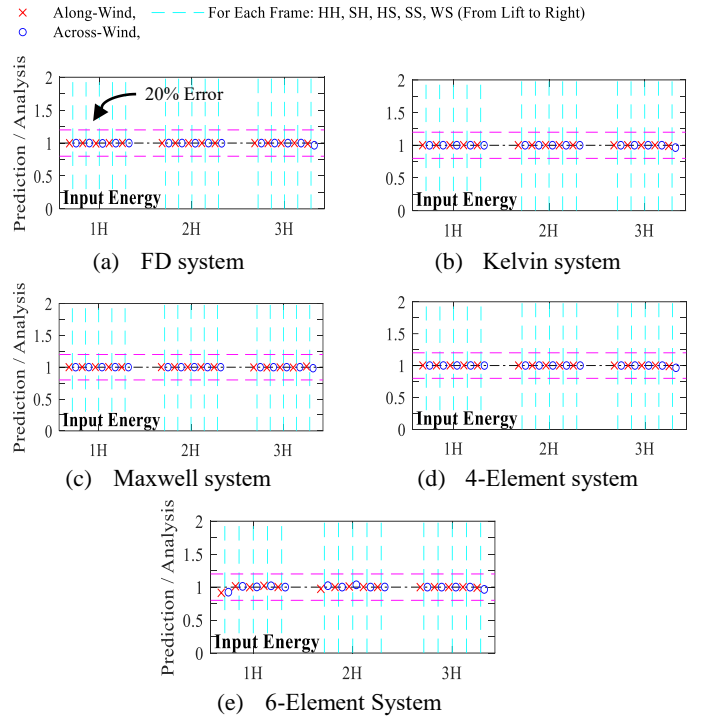 × Along-Wind, — — — For Each Frame: HH, SH, HS, SS, WS (From Lift to Right)
○ Across-Wind,
Prediction / Analysis
2
1.5
1
0.5
0
20% Error
Input Energy
1H 2H 3H
(a) FD system
2
1.5
1
0.5
0
Input Energy
1H 2H 3H
(b) Kelvin system
Prediction / Analysis
2
1.5
1
0.5
0
Input Energy
1H 2H 3H
(c) Maxwell system
2
1.5
1
0.5
0
Input Energy
1H 2H 3H
(d) 4-Element system
Prediction / Analysis
2
1.5
1
0.5
0
Input Energy
1H 2H 3H
(e) 6-Element System